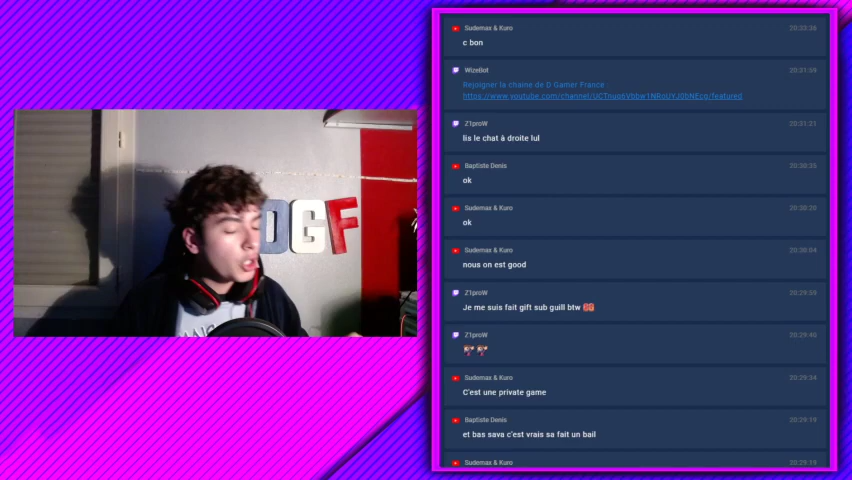 DGF
Sudemax & Kuro 20:33:36
c bon
WizeBot 20:31:59
Rejoigner la chaine de D Gamer France :
Z1proW 20:31:21
lis le chat à droite lul
Baptiste Denis 20:30:35
ok
Sudemax & Kuro 20:30:20
ok
Sudemax & Kuro 20:30:04
nous on est good
Z1proW 20:29:59
Je me suis fait gift sub guill btw
Z1proW 20:29:40
Sudemax & Kuro 20:29:34
C'est une private game
Baptiste Denis 20:29:19
et bas sava c'est vrais sa fait un bail
Sudemax & Kuro 20:29:19